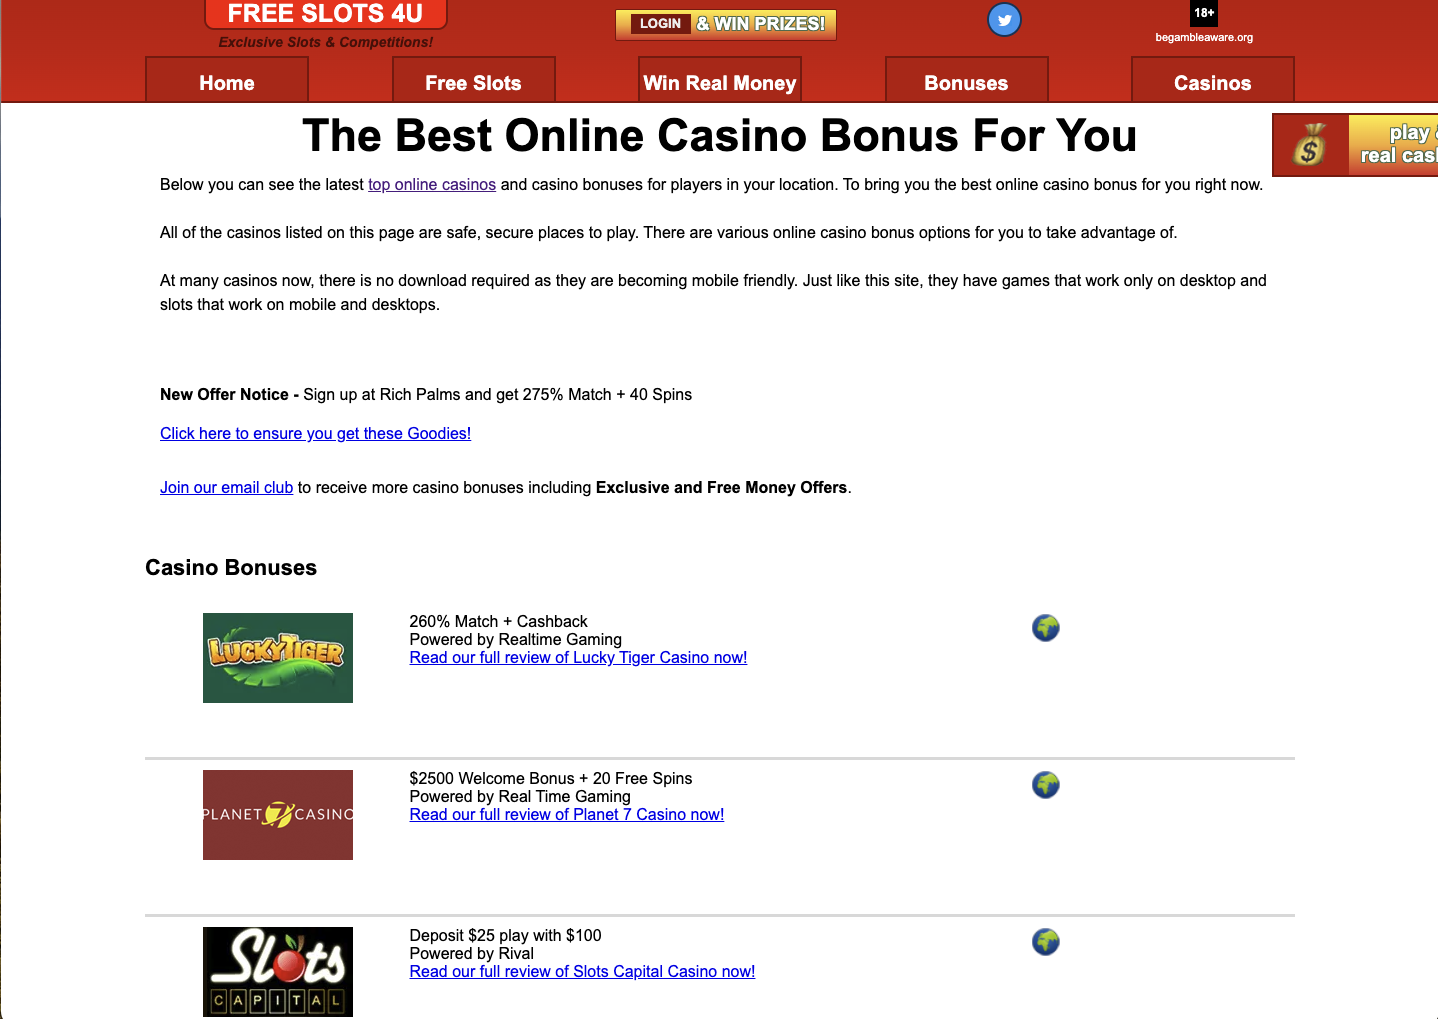 FREE SLOTS 4U
Exclusive Slots & Competitions!
LOGIN & WIN PRIZES!
18+
begambleaware.org
Home
Free Slots
Win Real Money
Bonuses
Casinos
The Best Online Casino Bonus For You
play
real cas
Below you can see the latest top online casinos and casino bonuses for players in your location. To bring you the best online casino bonus for you right now.
All of the casinos listed on this page are safe, secure places to play. There are various online casino bonus options for you to take advantage of.
At many casinos now, there is no download required as they are becoming mobile friendly. Just like this site, they have games that work only on desktop and
slots that work on mobile and desktops.
New Offer Notice - Sign up at Rich Palms and get 275% Match + 40 Spins
Click here to ensure you get these Goodies!
Join our email club to receive more casino bonuses including Exclusive and Free Money Offers.
Casino Bonuses
LUCKY TIGER
260% Match + Cashback
Powered by Realtime Gaming
Read our full review of Lucky Tiger Casino now!
PLANET 7 CASINO
$2500 Welcome Bonus + 20 Free Spins
Powered by Real Time Gaming
Read our full review of Planet 7 Casino now!
Slots
CAPITAL
Deposit $25 play with $100
Powered by Rival
Read our full review of Slots Capital Casino now!